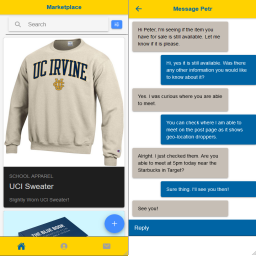 Marketplace
Search
UC IRVINE
SCHOOL APPAREL
UCI Sweater
Slightly Worn UCI Sweater!
THE BLUE BOOK
Message Petr
Hi Peter, I'm seeing if the item you
have for sale is still available. Let me
know if it is please.
Hi, yes it is still available. Was there
any other information you would like
to know about it?
Yes. I was curious where you are able
to meet.
You can check where I am able to
meet on the post page as it shows
geo-location droppers.
Alright. I just checked them. Are you
able to meet at 5pm today near the
Starbucks in Target?
Sure thing. I'll see you then!
See you!
Reply